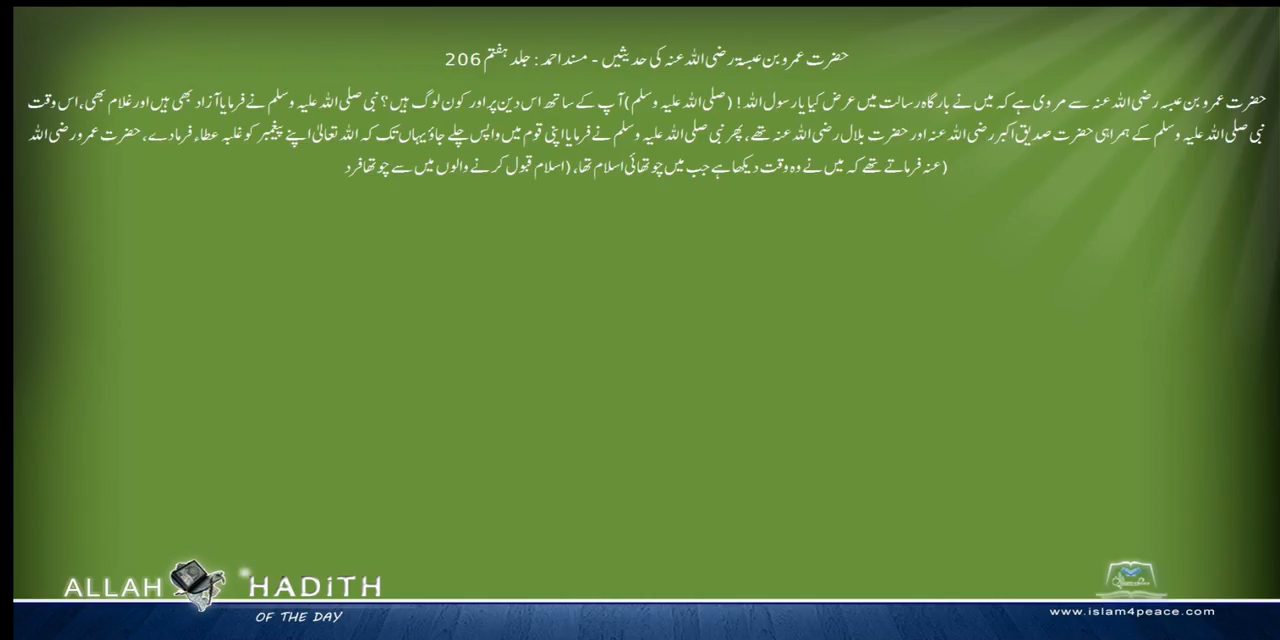 حضرت عمرو بن عبسۃ رضی اللہ عنہ کی حدیثیں - مسند احمد : جلد ہفتم 206
حضرت عمرو بن عبسہ رضی اللہ عنہ سے مروی ہے کہ میں نے بارگاہ رسالت میں عرض کیا یا رسول اللہ ! (صلی اللہ علیہ وسلم) آپ کے ساتھ اس دین پر اور کون لوگ ہیں ؟ نبی صلی اللہ علیہ وسلم نے فرمایا آزاد بھی ہیں اور غلام بھی، اس وقت
نبی صلی اللہ علیہ وسلم کے ہمراہی حضرت صدیق اکبر رضی اللہ عنہ اور حضرت بلال رضی اللہ عنہ تھے ، پھر نبی صلی اللہ علیہ وسلم نے فرمایا اپنی قوم میں واپس چلے جاؤ یہاں تک کہ اللہ تعالیٰ اپنے پیغمبر کو غلبہ عطاء فرمادے ، حضرت عمرو رضی اللہ
(عنہ فرماتے تھے کہ میں نے وہ وقت دیکھا ہے جب میں چوتھائی اسلام تھا، (اسلام قبول کرنے والوں میں سے چوتھا فرد
ALLAH HADITH
OF THE DAY
www.islam4peace.com